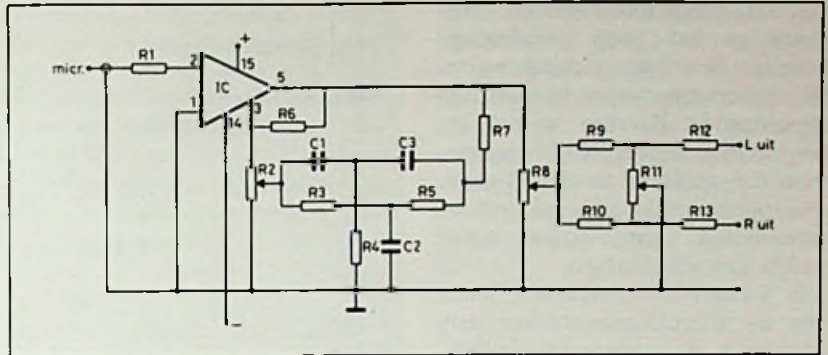 micr.
R1
2
1
IC
+
15
5
3
14
R6
-
R2
C1
C3
R3
R5
R4
C2
R7
R8
R9
R10
R11
R12
R13
L uit
R uit